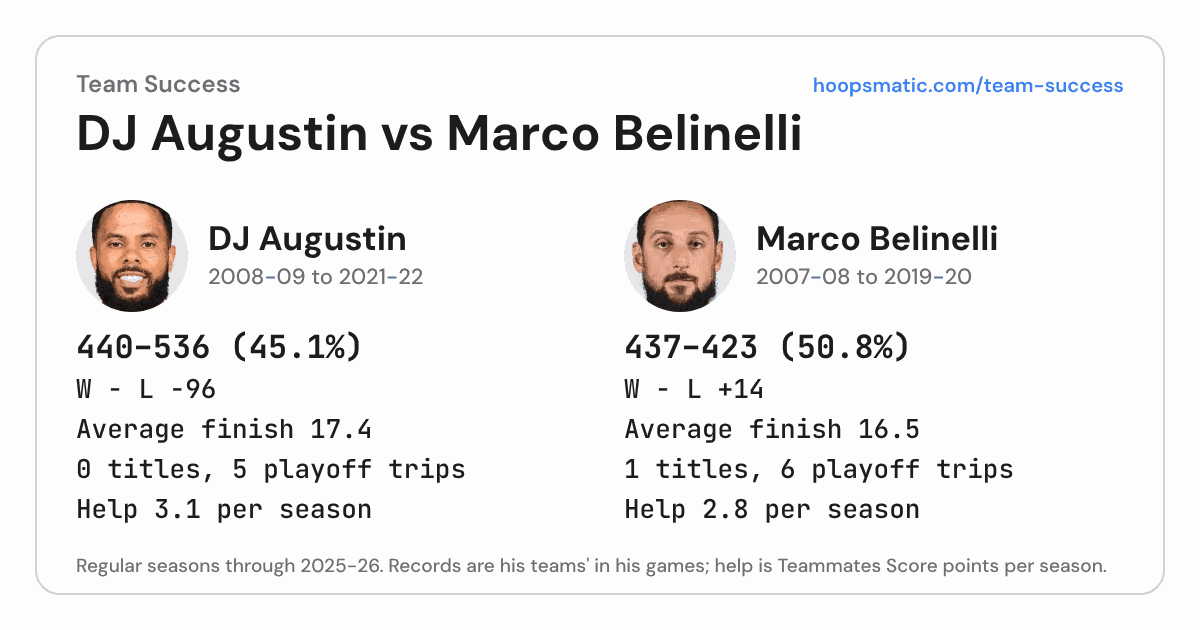 Team Success
hoopsmatic.com/team-success
DJ Augustin vs Marco Belinelli
DJ Augustin
2008-09 to 2021-22
440-536 (45.1%)
W - L -96
Average finish 17.4
0 titles, 5 playoff trips
Help 3.1 per season
Marco Belinelli
2007-08 to 2019-20
437-423 (50.8%)
W - L +14
Average finish 16.5
1 titles, 6 playoff trips
Help 2.8 per season
Regular seasons through 2025-26. Records are his teams' in his games; help is Teammates Score points per season.